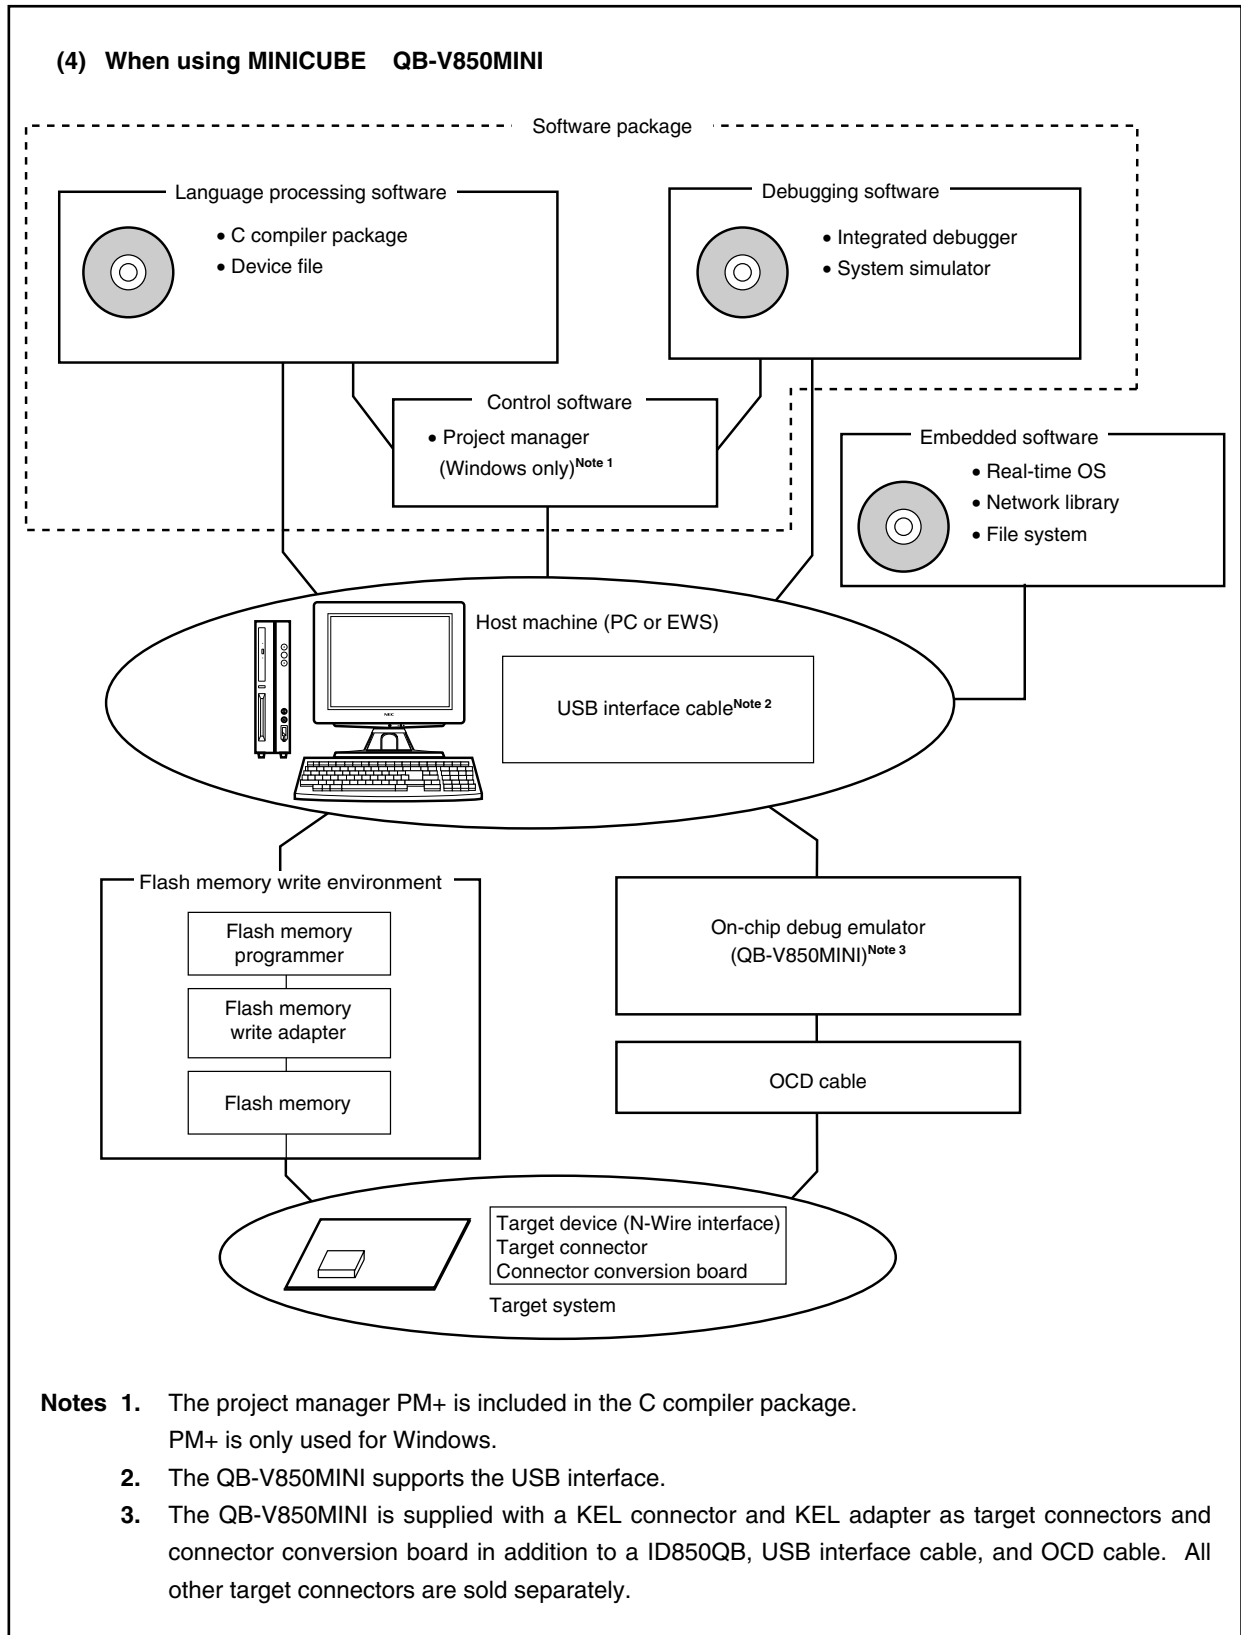 (4) When using MINICUBE QB-V850MINI
Software package
Language processing software
• C compiler package
• Device file
Debugging software
• Integrated debugger
• System simulator
Control software
• Project manager
(Windows only)Note 1
Embedded software
• Real-time OS
• Network library
• File system
Host machine (PC or EWS)
USB interface cableNote 2
NEC
Flash memory write environment
Flash memory
programmer
Flash memory
write adapter
Flash memory
On-chip debug emulator
(QB-V850MINI)Note 3
OCD cable
Target device (N-Wire interface)
Target connector
Connector conversion board
Target system
Notes 1. The project manager PM+ is included in the C compiler package.
PM+ is only used for Windows.
2. The QB-V850MINI supports the USB interface.
3. The QB-V850MINI is supplied with a KEL connector and KEL adapter as target connectors and
connector conversion board in addition to a ID850QB, USB interface cable, and OCD cable. All
other target connectors are sold separately.